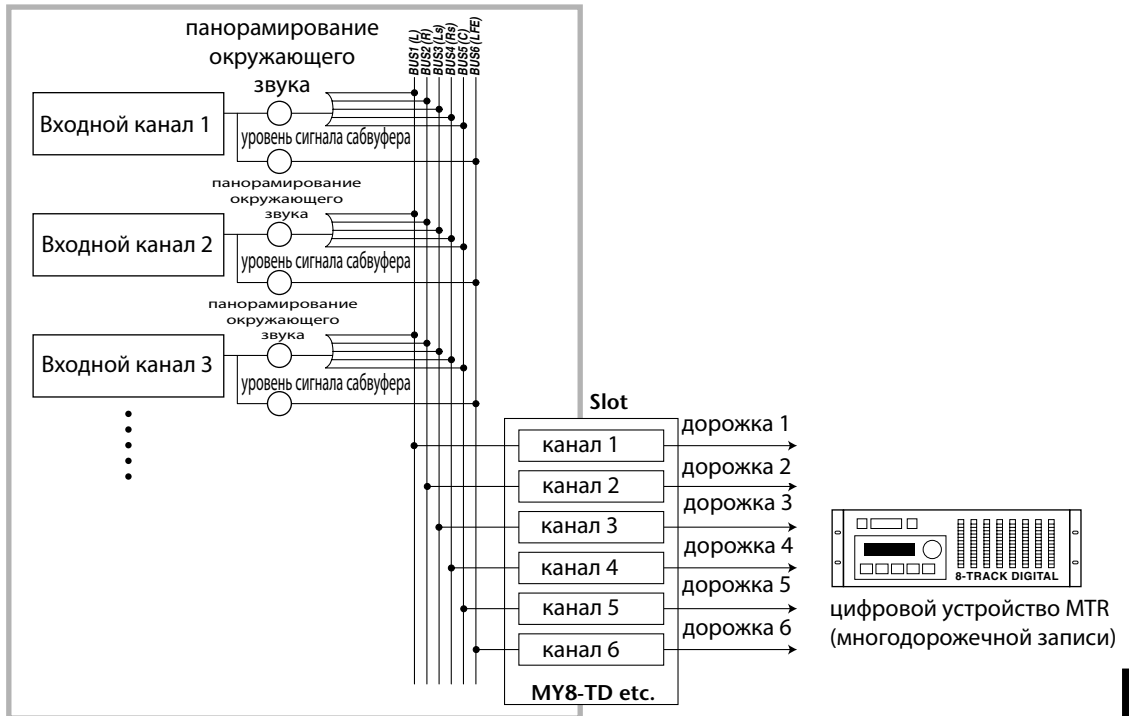 панорамирование
окружающего
звука
BUS1 (L)
BUS2 (R)
BUS3 (Ls)
BUS4 (Rs)
BUS5 (C)
BUS6 (LFE)
Входной канал 1
уровень сигнала сабвуфера
панорамирование
окружающего
звука
Входной канал 2
уровень сигнала сабвуфера
панорамирование
окружающего
звука
Входной канал 3
уровень сигнала сабвуфера
Slot
канал 1
дорожка 1
канал 2
дорожка 2
канал 3
дорожка 3
канал 4
дорожка 4
канал 5
дорожка 5
канал 6
дорожка 6
MY8-TD etc.
8-TRACK DIGITAL
цифровой устройство MTR
(многодорожечной записи)